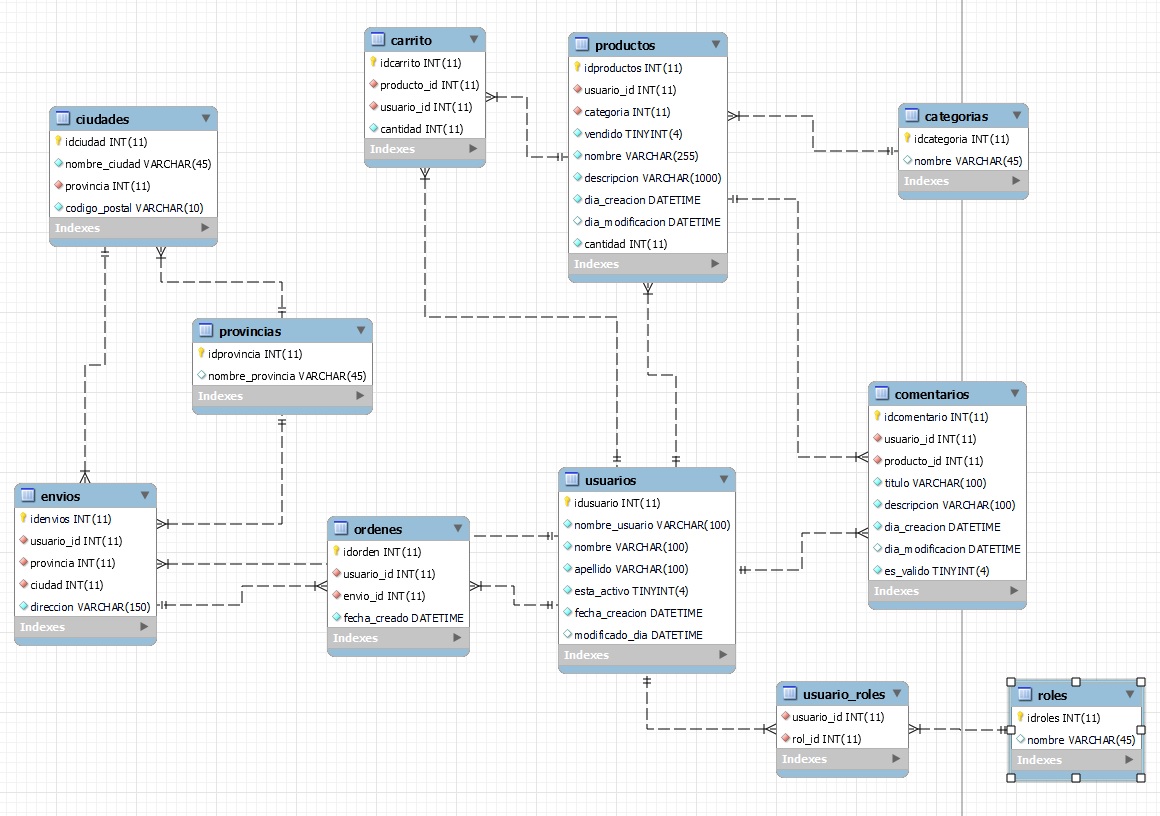 carrito
idcarrito INT(11)
producto_id INT(11)
usuario_id INT(11)
cantidad INT(11)
Indexes
productos
idproductos INT(11)
usuario_id INT(11)
categoria INT(11)
vendido TINYINT(4)
nombre VARCHAR(255)
descripcion VARCHAR(1000)
dia_creacion DATETIME
dia_modificacion DATETIME
cantidad INT(11)
Indexes
categorias
idcategoria INT(11)
nombre VARCHAR(45)
Indexes
ciudades
idciudad INT(11)
nombre_ciudad VARCHAR(45)
provincia INT(11)
codigo_postal VARCHAR(10)
Indexes
provincias
idprovincia INT(11)
nombre_provincia VARCHAR(45)
Indexes
comentarios
idcomentario INT(11)
usuario_id INT(11)
producto_id INT(11)
titulo VARCHAR(100)
descripcion VARCHAR(100)
dia_creacion DATETIME
dia_modificacion DATETIME
es_valido TINYINT(4)
Indexes
envios
idenvios INT(11)
usuario_id INT(11)
provincia INT(11)
ciudad INT(11)
direccion VARCHAR(150)
Indexes
ordenes
idorden INT(11)
usuario_id INT(11)
envio_id INT(11)
fecha_creado DATETIME
Indexes
usuarios
idusuario INT(11)
nombre_usuario VARCHAR(100)
nombre VARCHAR(100)
apellido VARCHAR(100)
esta_activo TINYINT(4)
fecha_creacion DATETIME
modificado_dia DATETIME
Indexes
usuario_roles
usuario_id INT(11)
rol_id INT(11)
Indexes
roles
idroles INT(11)
nombre VARCHAR(45)
Indexes